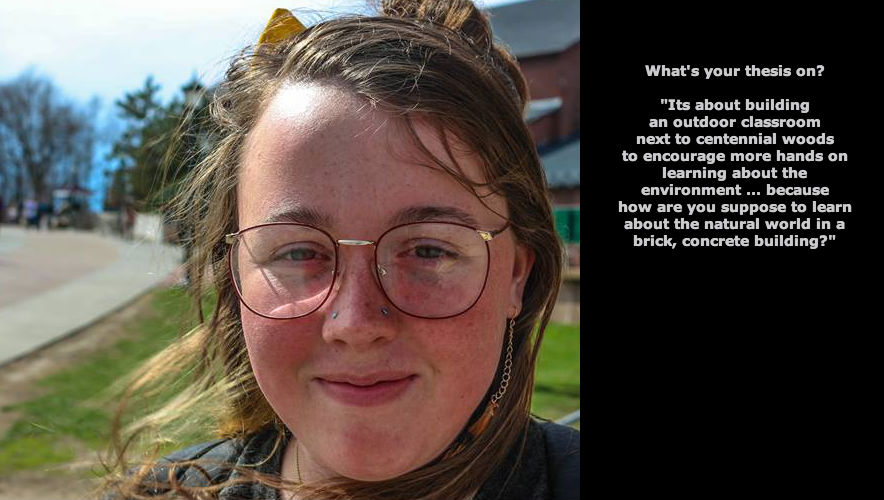 What's your thesis on?
"Its about building
an outdoor classroom
next to centennial woods
to encourage more hands on
learning about the
environment ... because
how are you suppose to learn
about the natural world in a
brick, concrete building?"